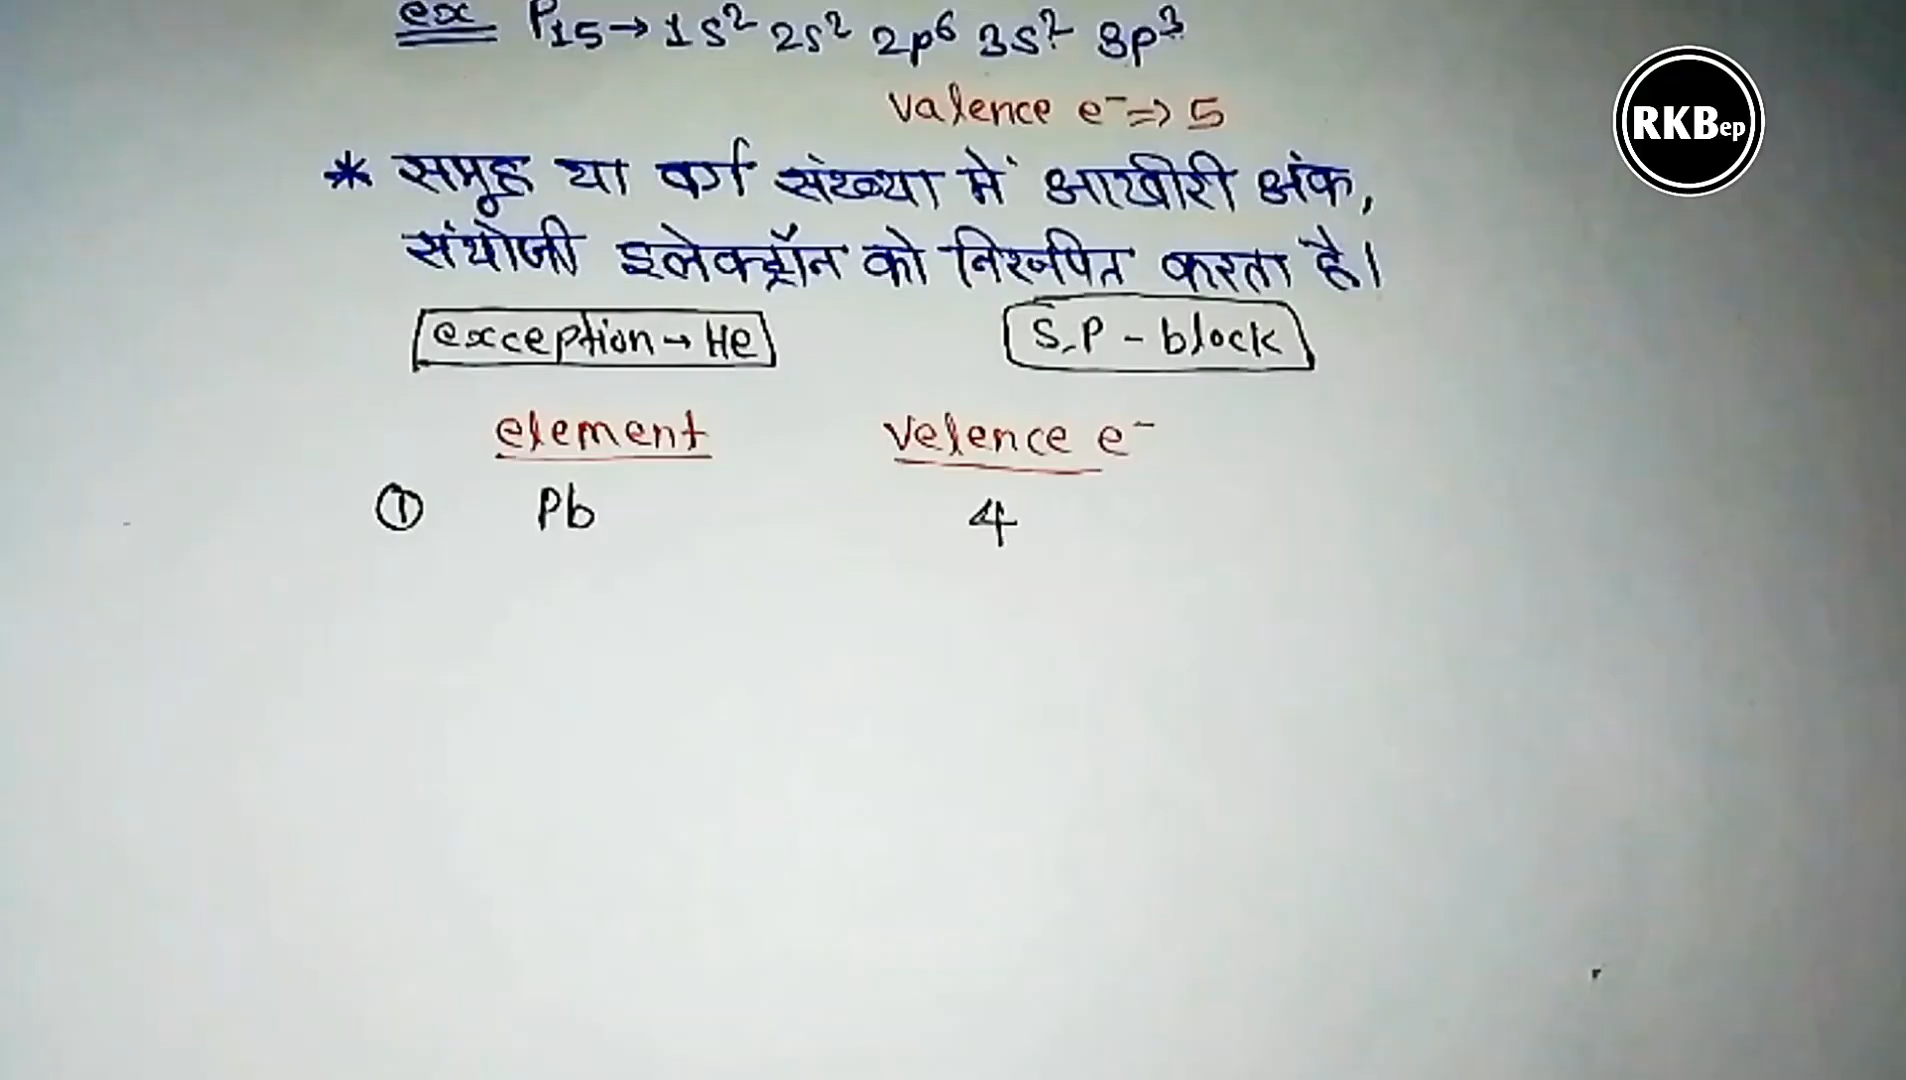 ex P15→1s² 2s² 2p⁶ 3s² 3p³
valence e⁻=> 5
RKBep
* समूह या वर्ग संख्या में आखीरी अंक,
संयोजी इलेक्ट्रॉन को निरूपित करता है।
exception→He S,P - block
element velence e⁻
① Pb 4